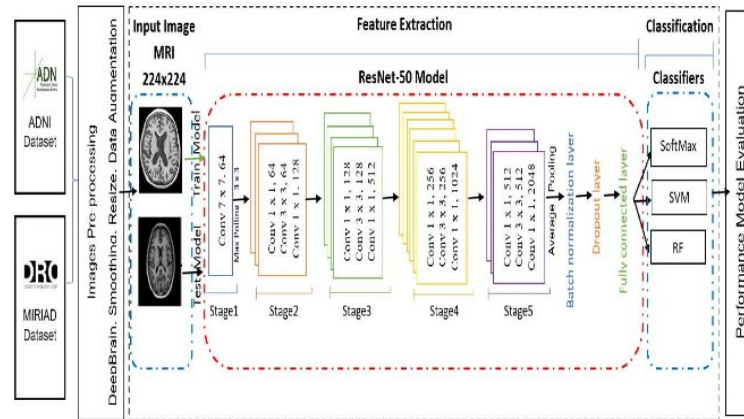 ADN
ADNI
Dataset
DRC
MIRIAD
Dataset
Images Pre-processing
DeepBrain. Smoothing. Resize. Data Augmentation
Input Image
MRI
224x224
Train Model
Test Model
Feature Extraction
ResNet-50 Model
Conv 7 × 7, 64
Max Polling 3 x 3
Stage1
Conv 1 x 1, 64
Conv 3 x 3, 64
Conv 1 x 1, 128
Stage2
Conv 1 x 1, 128
Conv 3 x 3, 128
Conv 1 x 1, 512
Stage3
Conv 1 x 1, 256
Conv 3 x 3, 256
Conv 1 x 1, 1024
Stage4
Conv 1 x 1, 512
Conv 3 x 3, 512
Conv 1 x 1, 2048
Stage5
Average Pooling
Batch normalization layer
Dropout layer
Fully connected layer
Classification
Classifiers
SoftMax
SVM
RF
Performance Model Evaluation